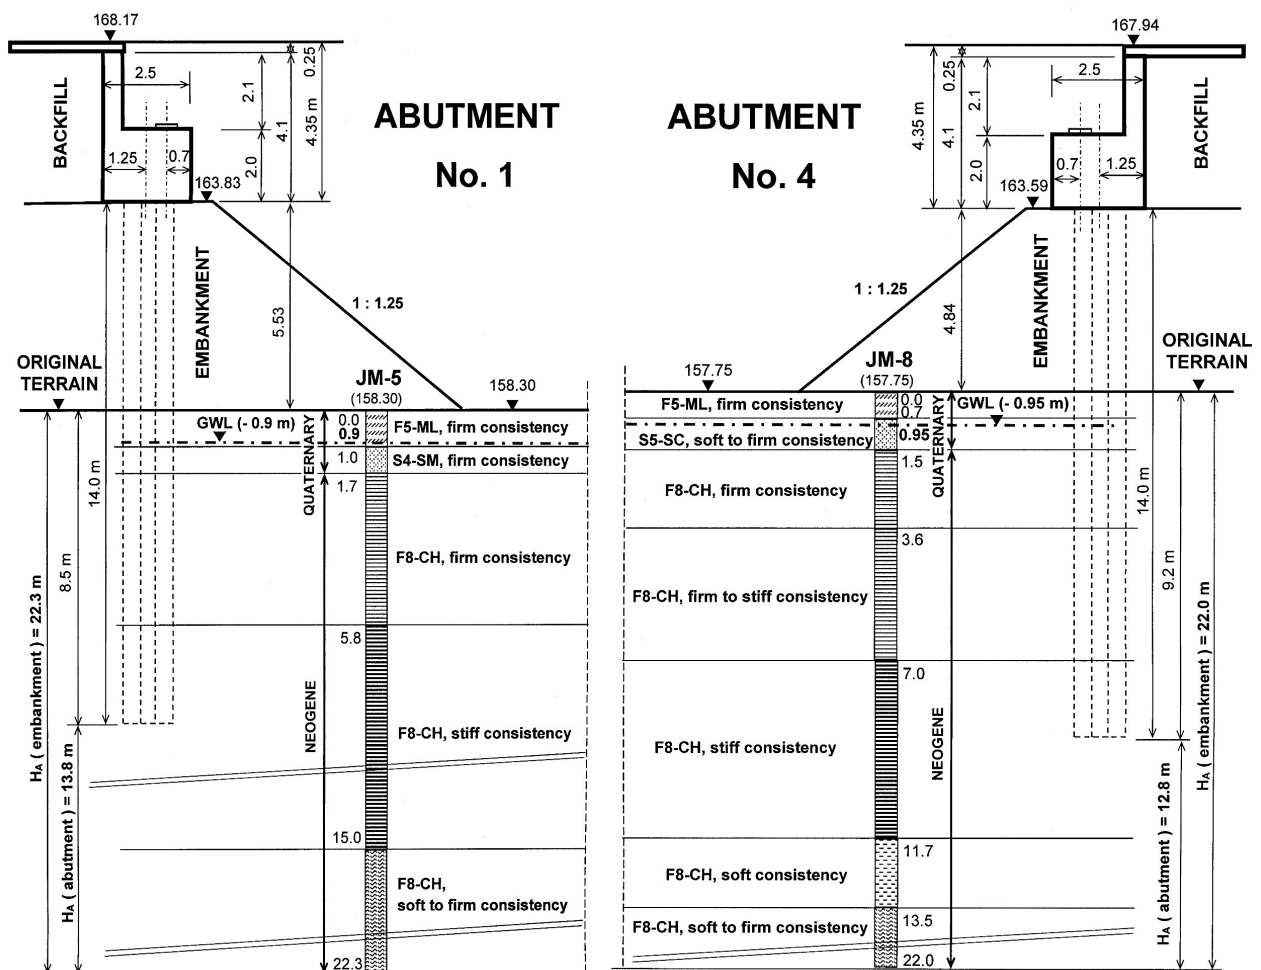 168.17
2.5
BACKFILL
1.25
0.7
2.1
2.0
4.1
0.25
4.35 m
163.83
ABUTMENT
No. 1
EMBANKMENT
5.53
1 : 1.25
ORIGINAL
TERRAIN
JM-5
(158.30)
158.30
GWL (- 0.9 m)
0.0
0.9
1.0
1.7
5.8
15.0
22.3
F5-ML, firm consistency
S4-SM, firm consistency
F8-CH, firm consistency
F8-CH, stiff consistency
F8-CH,
soft to firm consistency
QUATERNARY
NEOGENE
14.0 m
8.5 m
HA ( embankment ) = 22.3 m
HA ( abutment ) = 13.8 m
167.94
2.5
BACKFILL
0.7
1.25
4.35 m
0.25
4.1
2.1
2.0
ABUTMENT
No. 4
163.59
EMBANKMENT
4.84
1 : 1.25
ORIGINAL
TERRAIN
157.75
JM-8
(157.75)
GWL (- 0.95 m)
F5-ML, firm consistency
S5-SC, soft to firm consistency
F8-CH, firm consistency
F8-CH, firm to stiff consistency
F8-CH, stiff consistency
F8-CH, soft consistency
F8-CH, soft to firm consistency
0.0
0.7
0.95
1.5
3.6
7.0
11.7
13.5
22.0
QUATERNARY
NEOGENE
14.0 m
9.2 m
HA ( embankment ) = 22.0 m
HA ( abutment ) = 12.8 m